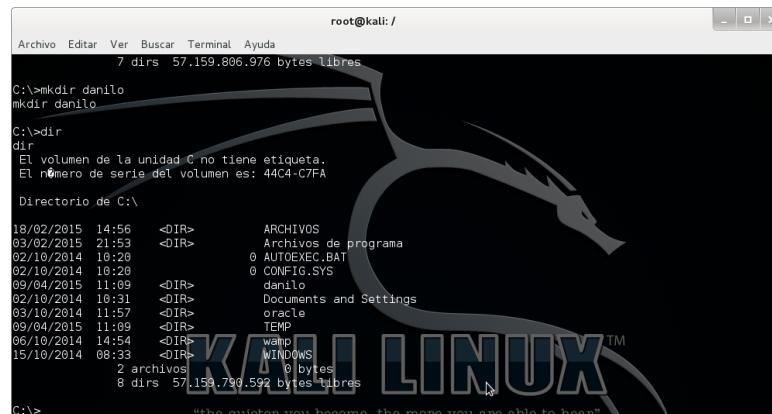 root@kali: /
Archivo Editar Ver Buscar Terminal Ayuda
7 dirs 57.159.806.976 bytes libres
C:\>mkdir danilo
mkdir danilo
C:\>dir
dir
El volumen de la unidad C no tiene etiqueta.
El n�mero de serie del volumen es: 44C4-C7FA
Directorio de C:\
18/02/2015 14:56 <DIR> ARCHIVOS
03/02/2015 21:53 <DIR> Archivos de programa
02/10/2014 10:20 0 AUTOEXEC.BAT
02/10/2014 10:20 0 CONFIG.SYS
09/04/2015 11:09 <DIR> danilo
02/10/2014 10:31 <DIR> Documents and Settings
03/10/2014 11:57 <DIR> oracle
09/04/2015 11:09 <DIR> TEMP
06/10/2014 14:54 <DIR> wamp
15/10/2014 08:33 <DIR> WINDOWS
2 archivos 0 bytes
8 dirs 57.159.790.592 bytes libres
C:\>
KALI LINUX TM
"the quieter you become, the more you are able to hear"